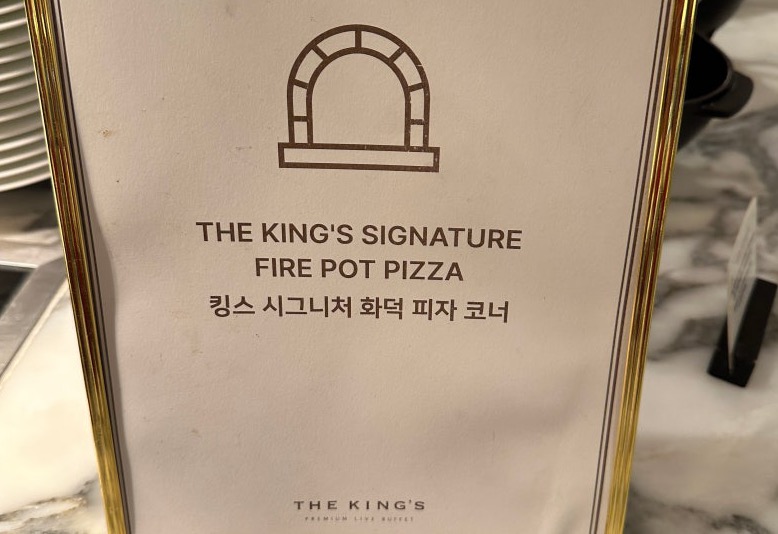 THE KING'S SIGNATURE
FIRE POT PIZZA
킹스 시그니처 화덕 피자 코너
THE KING'S
PREMIUM LIVE BUFFET